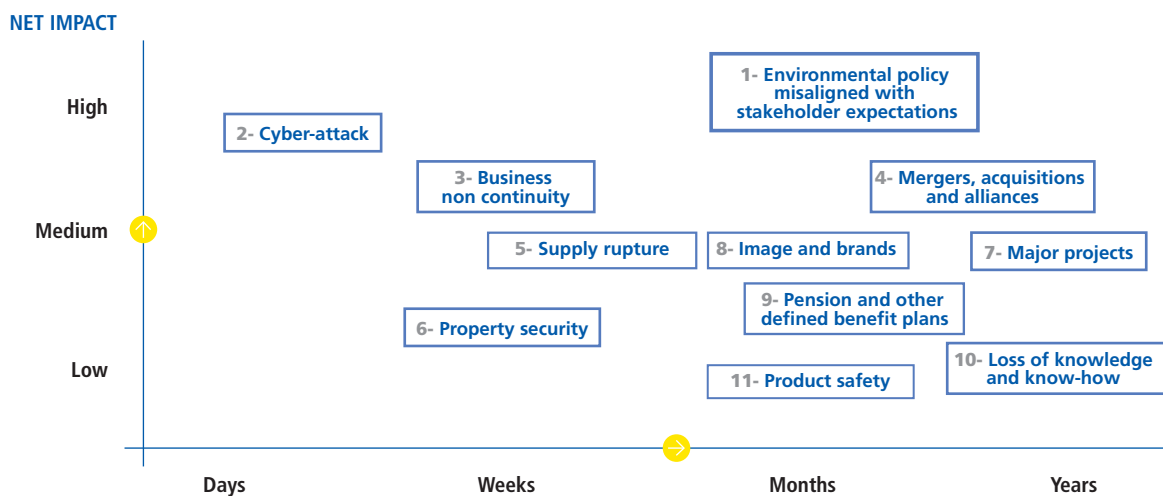 NET IMPACT
High
1- Environmental policy
misaligned with
stakeholder expectations
2- Cyber-attack
3- Business
non continuity
4- Mergers, acquisitions
and alliances
Medium
5- Supply rupture
8- Image and brands
7- Major projects
9- Pension and other
defined benefit plans
6- Property security
Low
10- Loss of knowledge
and know-how
11- Product safety
Days
Weeks
Months
Years